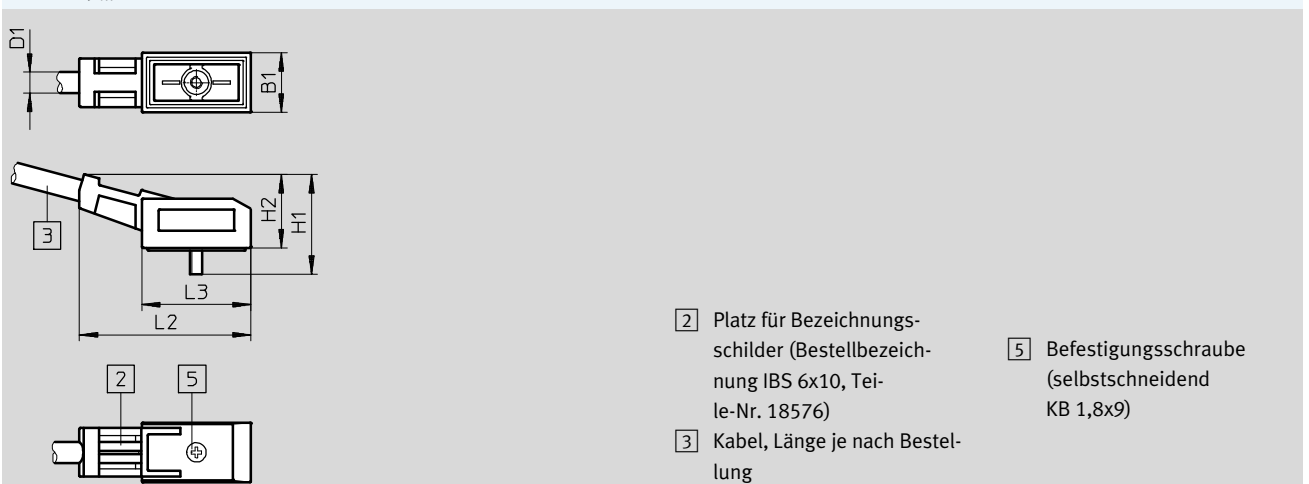 D1
B1
H2
H1
3
L3
L2
2
5
2 Platz für Bezeichnungs-
schilder (Bestellbezeich-
nung IBS 6x10, Tei-
le-Nr. 18576)
3 Kabel, Länge je nach Bestel-
lung
5 Befestigungsschraube
(selbstschneidend
KB 1,8x9)